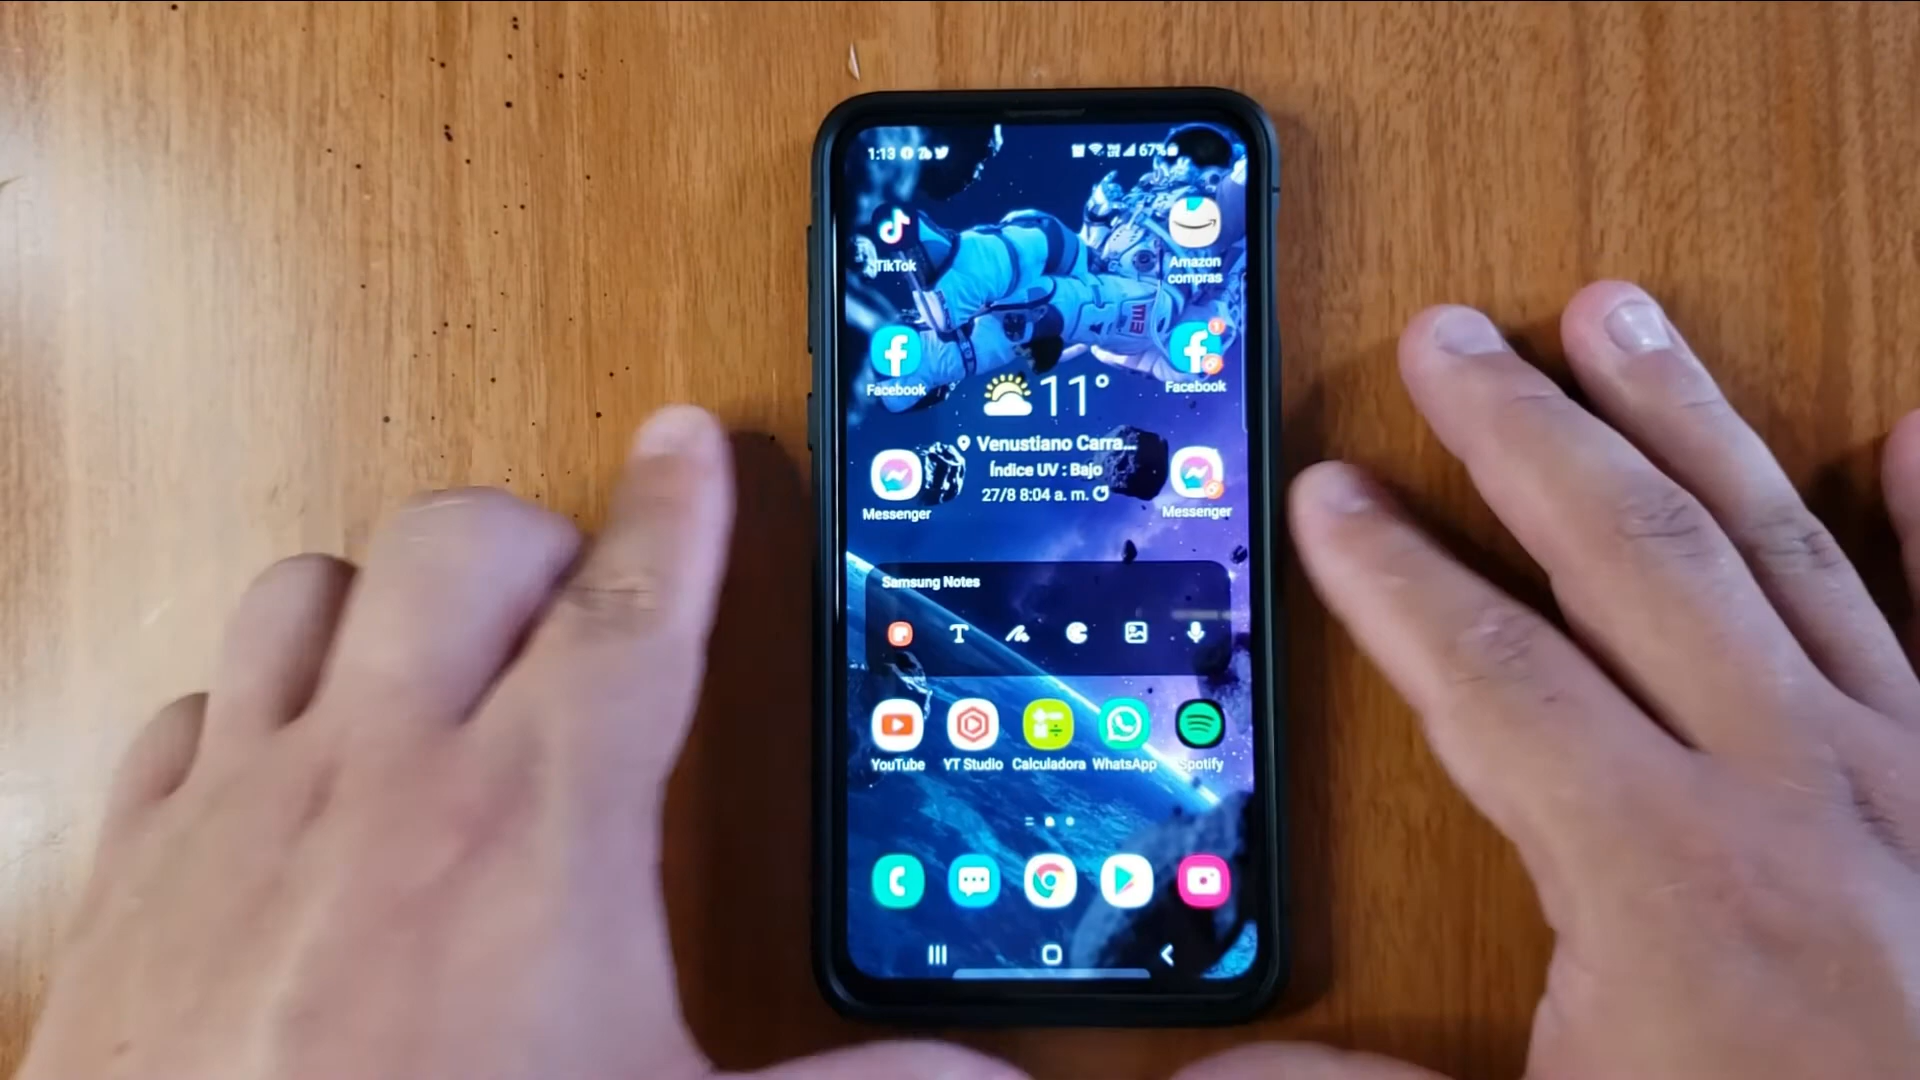 1:13
67%
TikTok
Amazon
compras
Facebook
Facebook
11°
Venustiano Carra...
Índice UV : Bajo
27/8 8:04 a. m.
Messenger
Messenger
Samsung Notes
YouTube
YT Studio
Calculadora
WhatsApp
Spotify